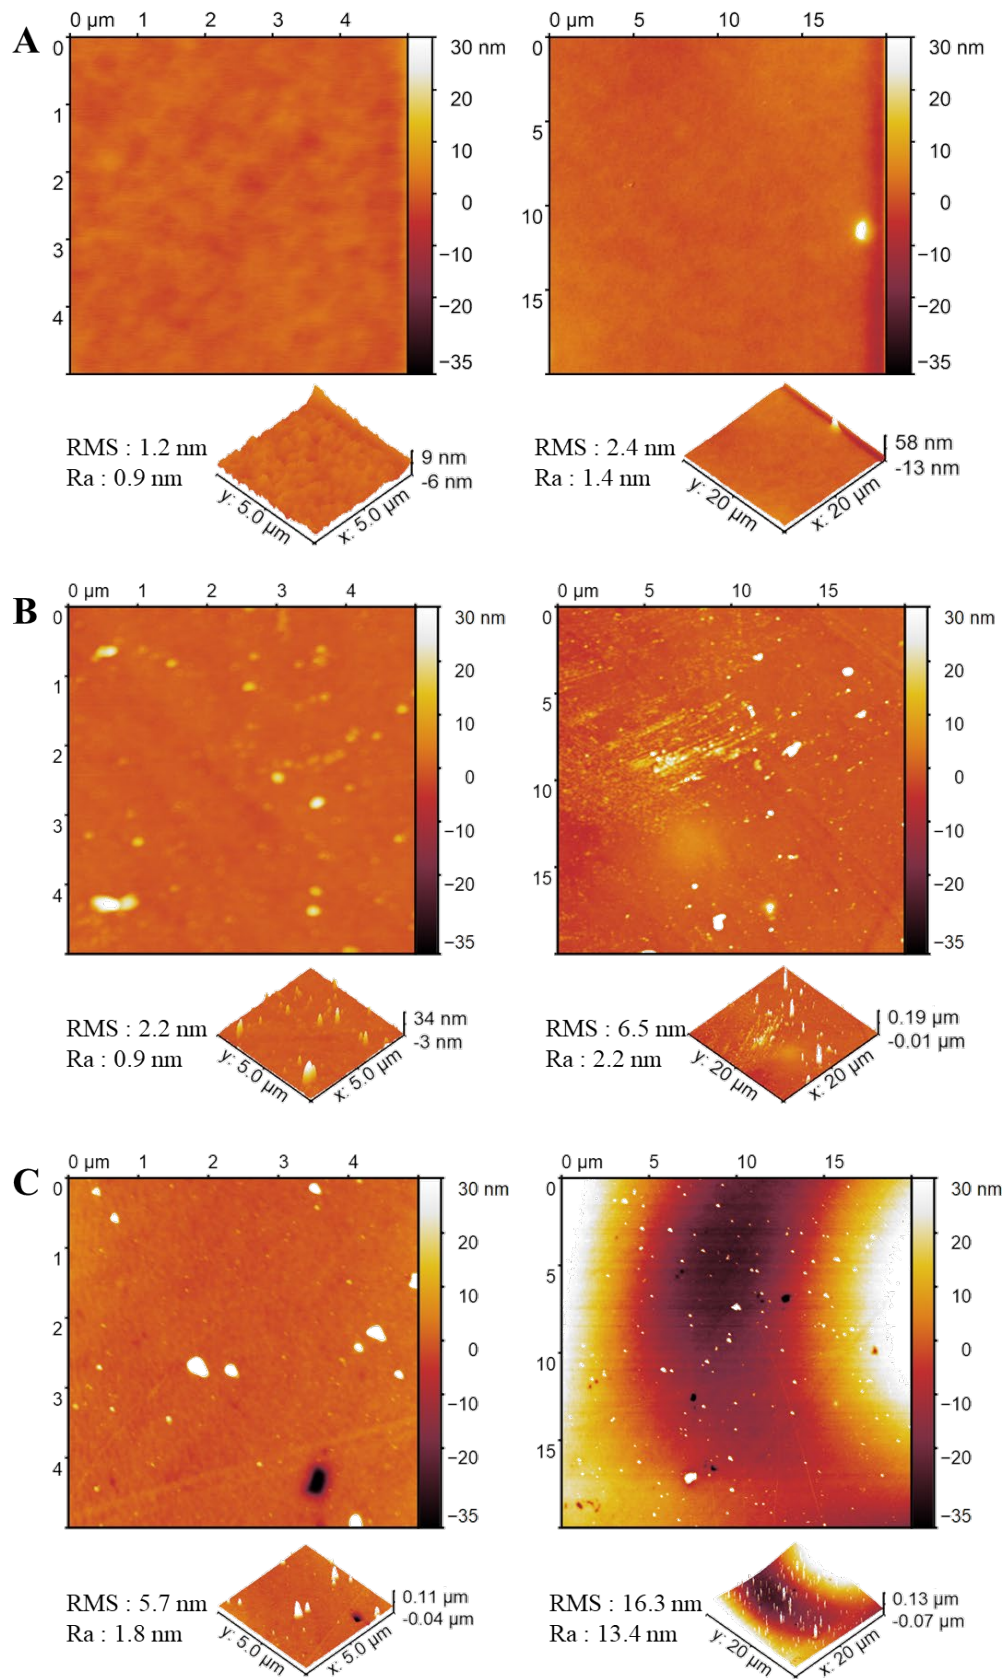 A
0 µm 1 2 3 4
0
1
2
3
4
30 nm
20
10
0
−10
−20
−35
0 µm 5 10 15
0
5
10
15
30 nm
20
10
0
−10
−20
−35
RMS : 1.2 nm
Ra : 0.9 nm
9 nm
-6 nm
y: 5.0 µm
x: 5.0 µm
RMS : 2.4 nm
Ra : 1.4 nm
58 nm
-13 nm
y: 20 µm
x: 20 µm
B
0 µm 1 2 3 4
0
1
2
3
4
30 nm
20
10
0
−10
−20
−35
0 µm 5 10 15
0
5
10
15
30 nm
20
10
0
−10
−20
−35
RMS : 2.2 nm
Ra : 0.9 nm
34 nm
-3 nm
y: 5.0 µm
x: 5.0 µm
RMS : 6.5 nm
Ra : 2.2 nm
0.19 µm
-0.01 µm
y: 20 µm
x: 20 µm
C
0 µm 1 2 3 4
0
1
2
3
4
30 nm
20
10
0
−10
−20
−35
0 µm 5 10 15
0
5
10
15
30 nm
20
10
0
−10
−20
−35
RMS : 5.7 nm
Ra : 1.8 nm
0.11 µm
-0.04 µm
y: 5.0 µm
x: 5.0 µm
RMS : 16.3 nm
Ra : 13.4 nm
0.13 µm
-0.07 µm
y: 20 µm
x: 20 µm